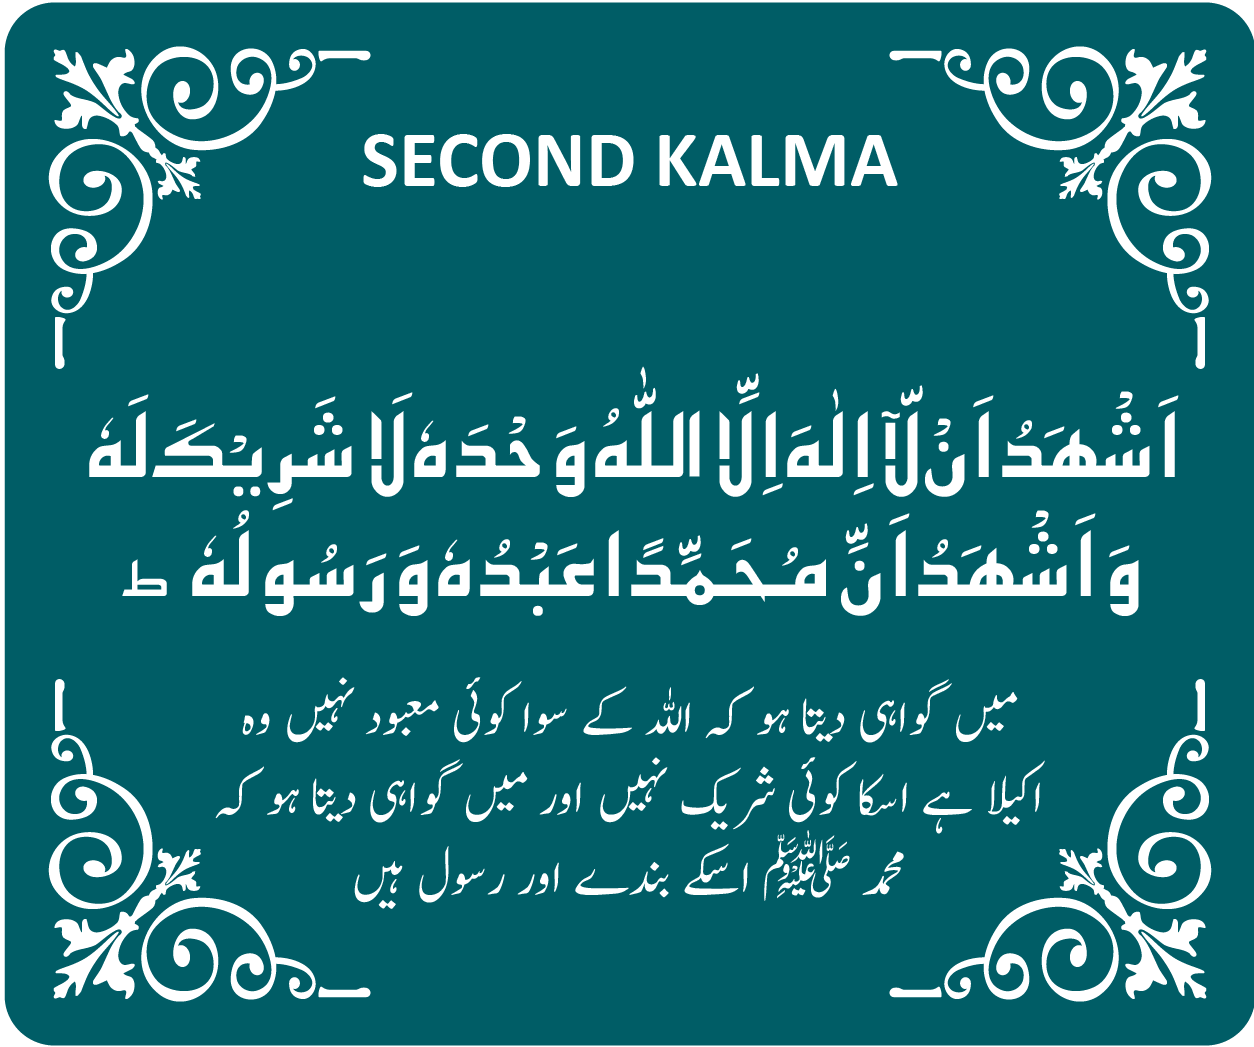 SECOND KALMA
اَشْهَدُ اَنْ لَّآ اِلٰهَ اِلَّا اللّٰهُ وَحْدَهٗ لَا شَرِيْكَ لَهٗ
وَاَشْهَدُ اَنَّ مُحَمَّدًا عَبْدُهٗ وَرَسُولُهٗ ط
میں گواہی دیتا ہو کہ اللہ کے سوا کوئی معبود نہیں وہ
اکیلا ہے اسکا کوئی شریک نہیں اور میں گواہی دیتا ہو کہ
محمد ﷺ اسکے بندے اور رسول ہیں